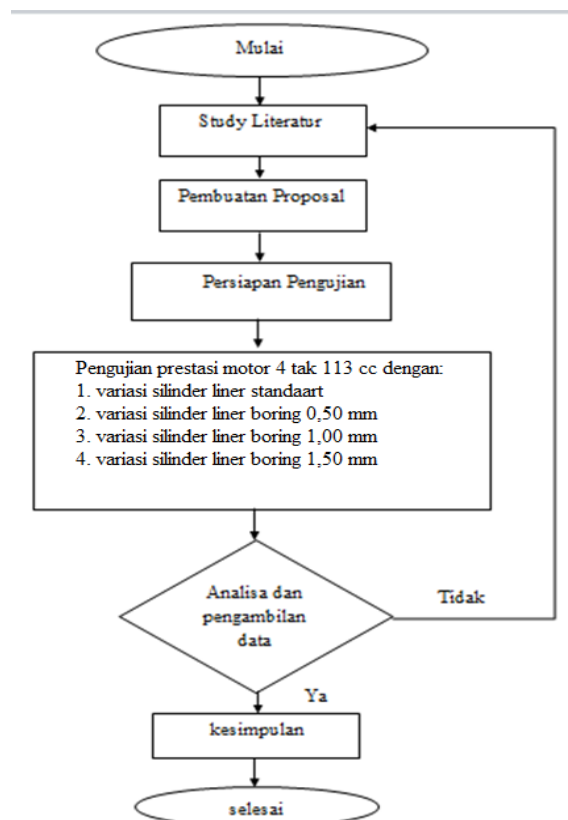 Mulai
Study Literatur
Pembuatan Proposal
Persiapan Pengujian
Pengujian prestasi motor 4 tak 113 cc dengan:
1. variasi silinder liner standaart
2. variasi silinder liner boring 0,50 mm
3. variasi silinder liner boring 1,00 mm
4. variasi silinder liner boring 1,50 mm
Analisa dan
pengambilan
data
Tidak
Ya
kesimpulan
selesai